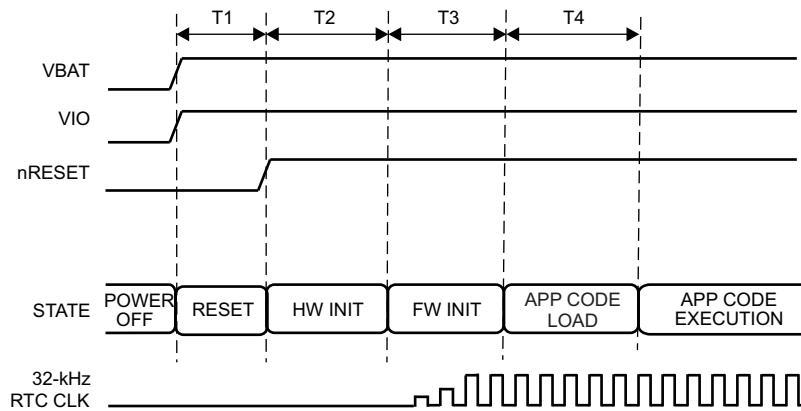 T1 T2 T3 T4
VBAT
VIO
nRESET
STATE
POWER
OFF
RESET
HW INIT
FW INIT
APP CODE
LOAD
APP CODE
EXECUTION
32-kHz
RTC CLK